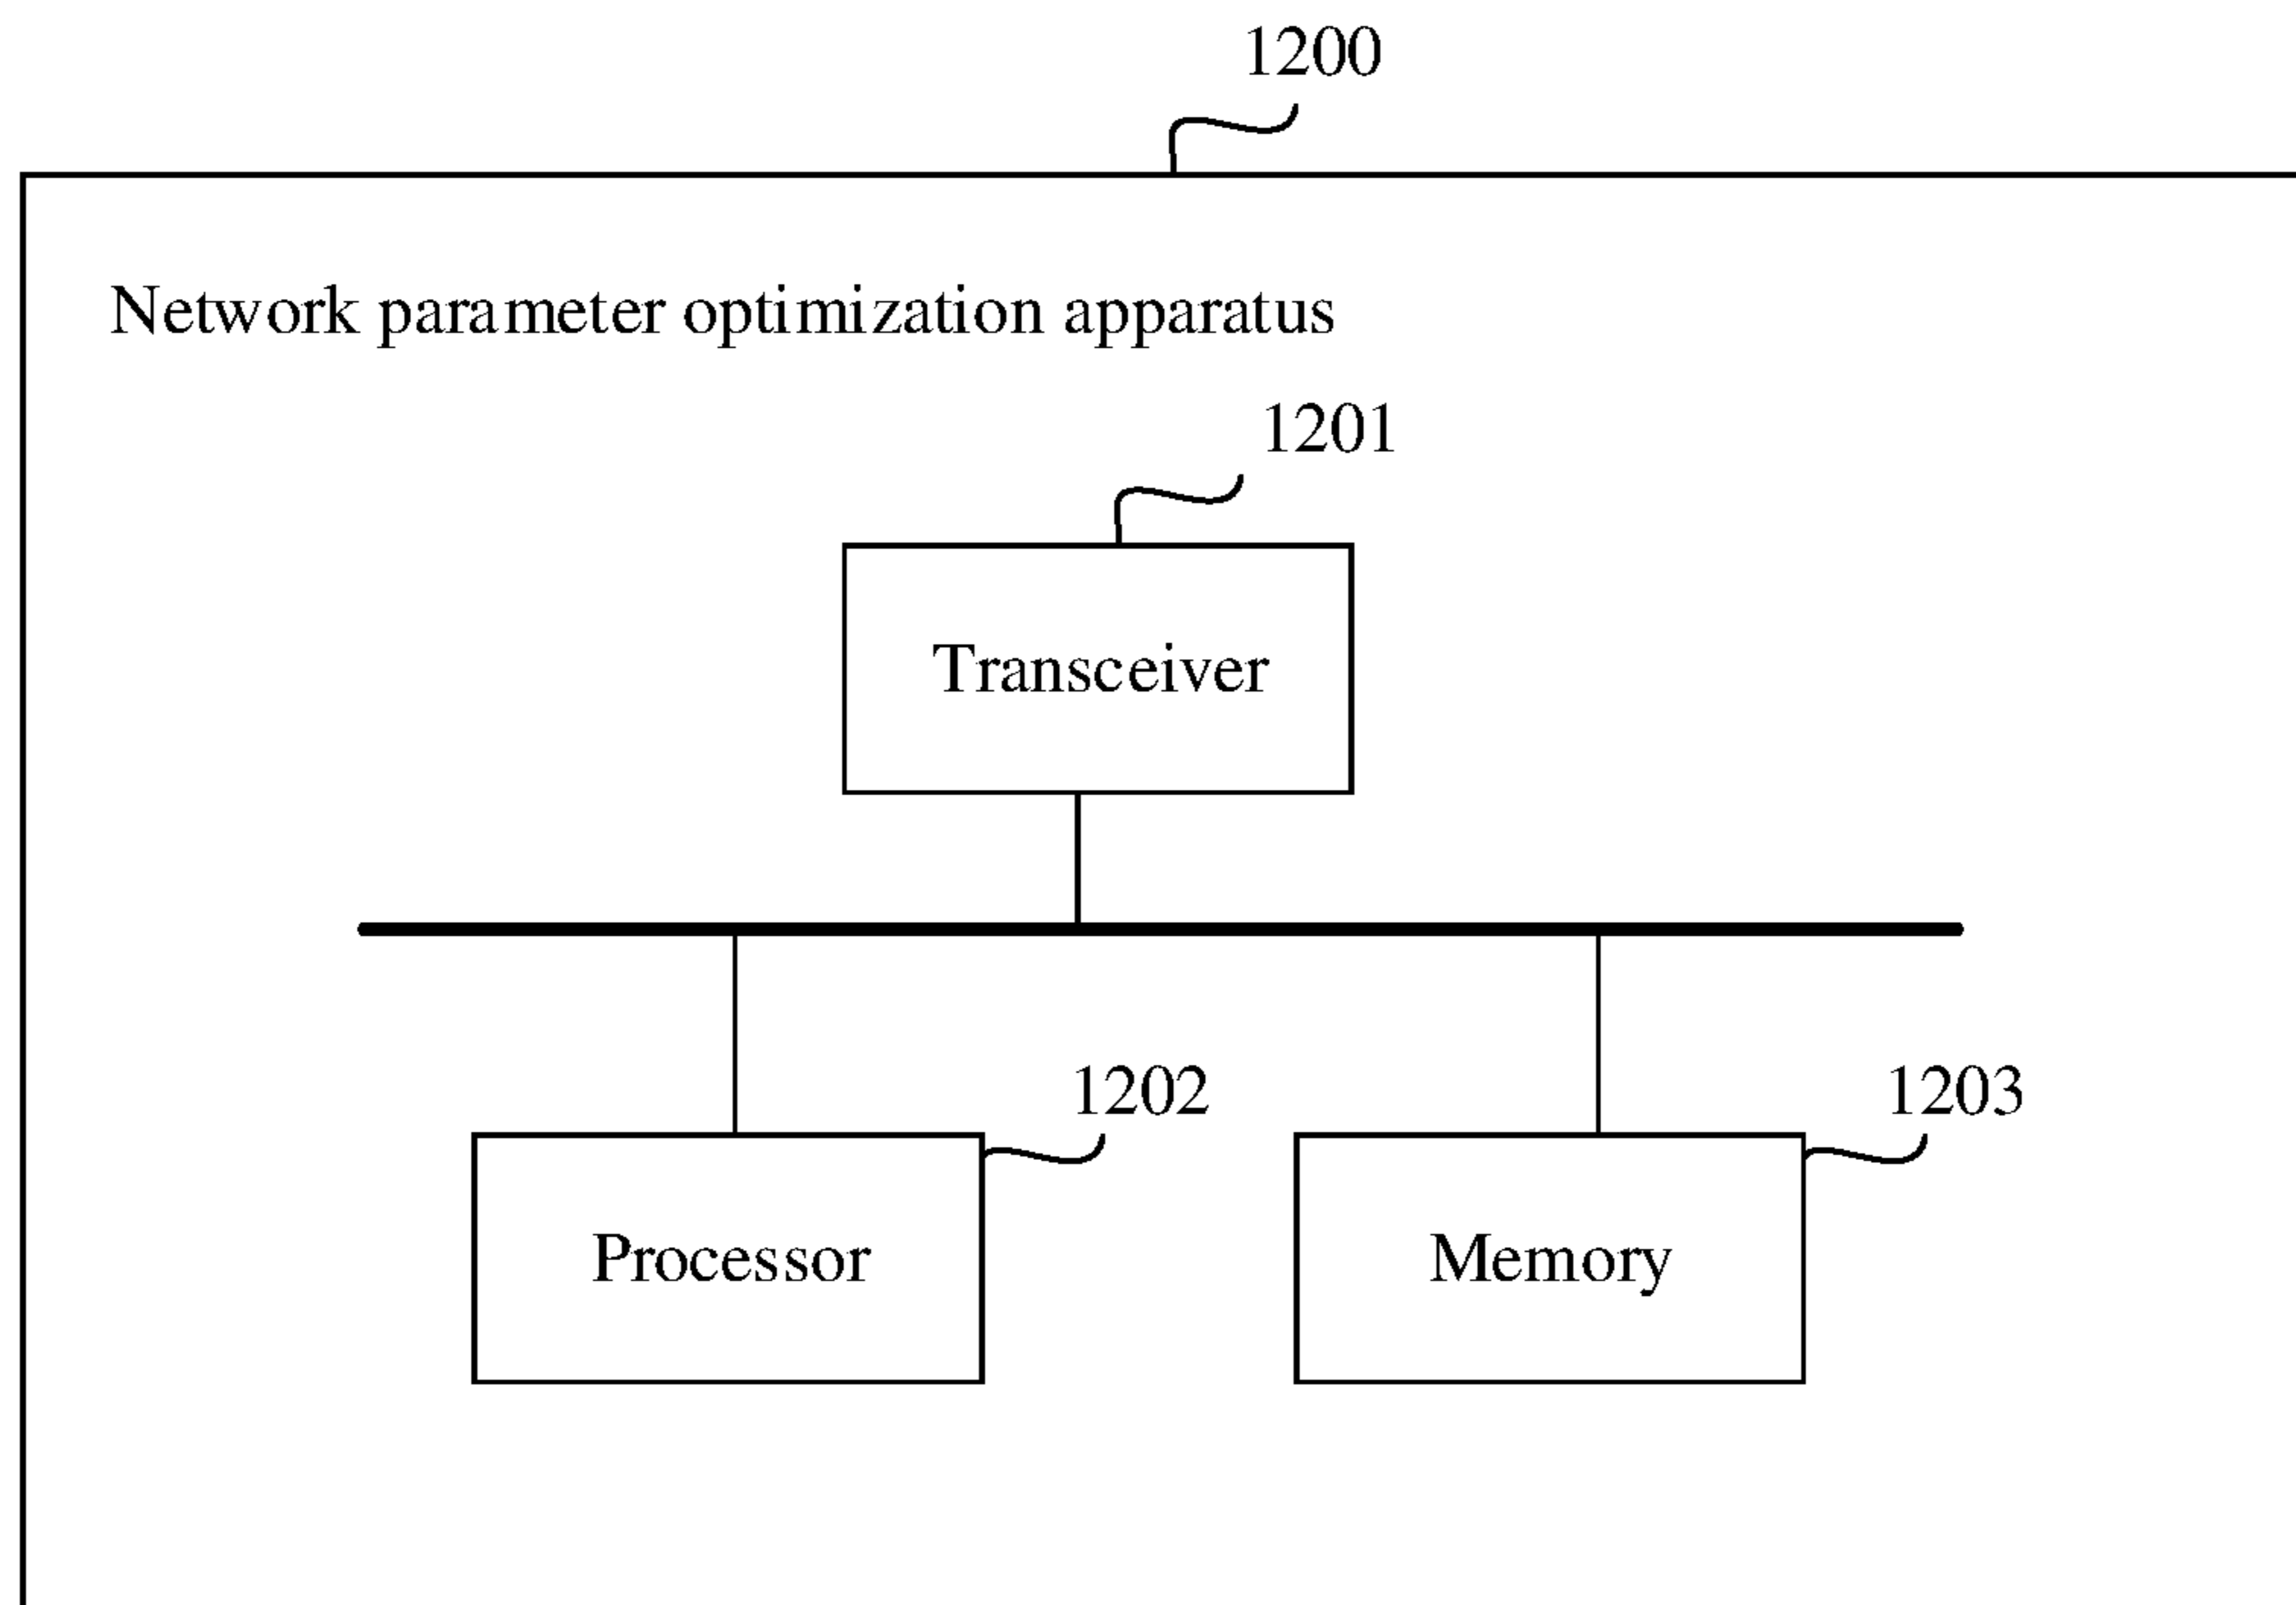 1200
Network parameter optimization apparatus
1201
Transceiver
1202
1203
Processor
Memory